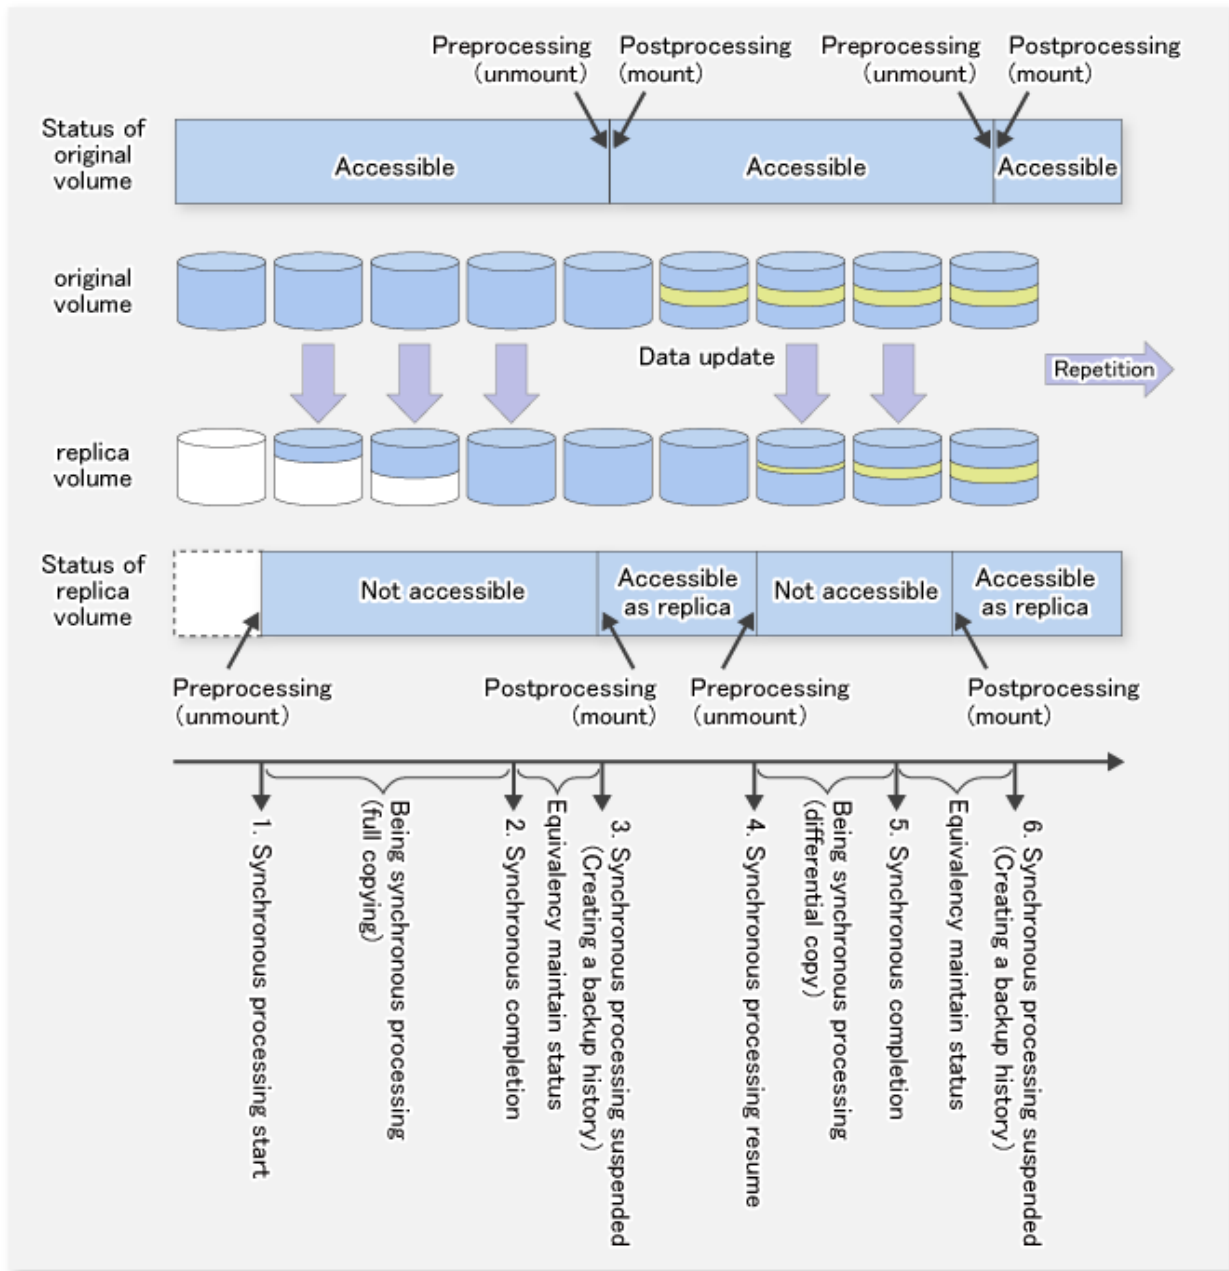 Preprocessing
(unmount)
Postprocessing
(mount)
Preprocessing
(unmount)
Postprocessing
(mount)
Status of
original
volume
Accessible
Accessible
Accessible
original
volume
Data update
Repetition
replica
volume
Status of
replica
volume
Not accessible
Accessible
as replica
Not accessible
Accessible
as replica
Preprocessing
(unmount)
Postprocessing
(mount)
Preprocessing
(unmount)
Postprocessing
(mount)
1. Synchronous processing start
Being synchronous processing
(full copying)
2. Synchronous completion
Equivalency maintain status
3. Synchronous processing suspended
(Creating a backup history)
4. Synchronous processing resume
Being synchronous processing
(differential copy)
5. Synchronous completion
Equivalency maintain status
6. Synchronous processing suspended
(Creating a backup history)